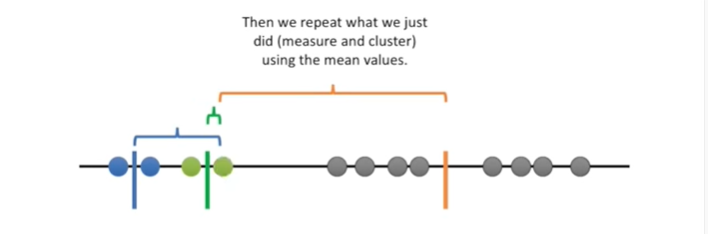 Then we repeat what we just
did (measure and cluster)
using the mean values.